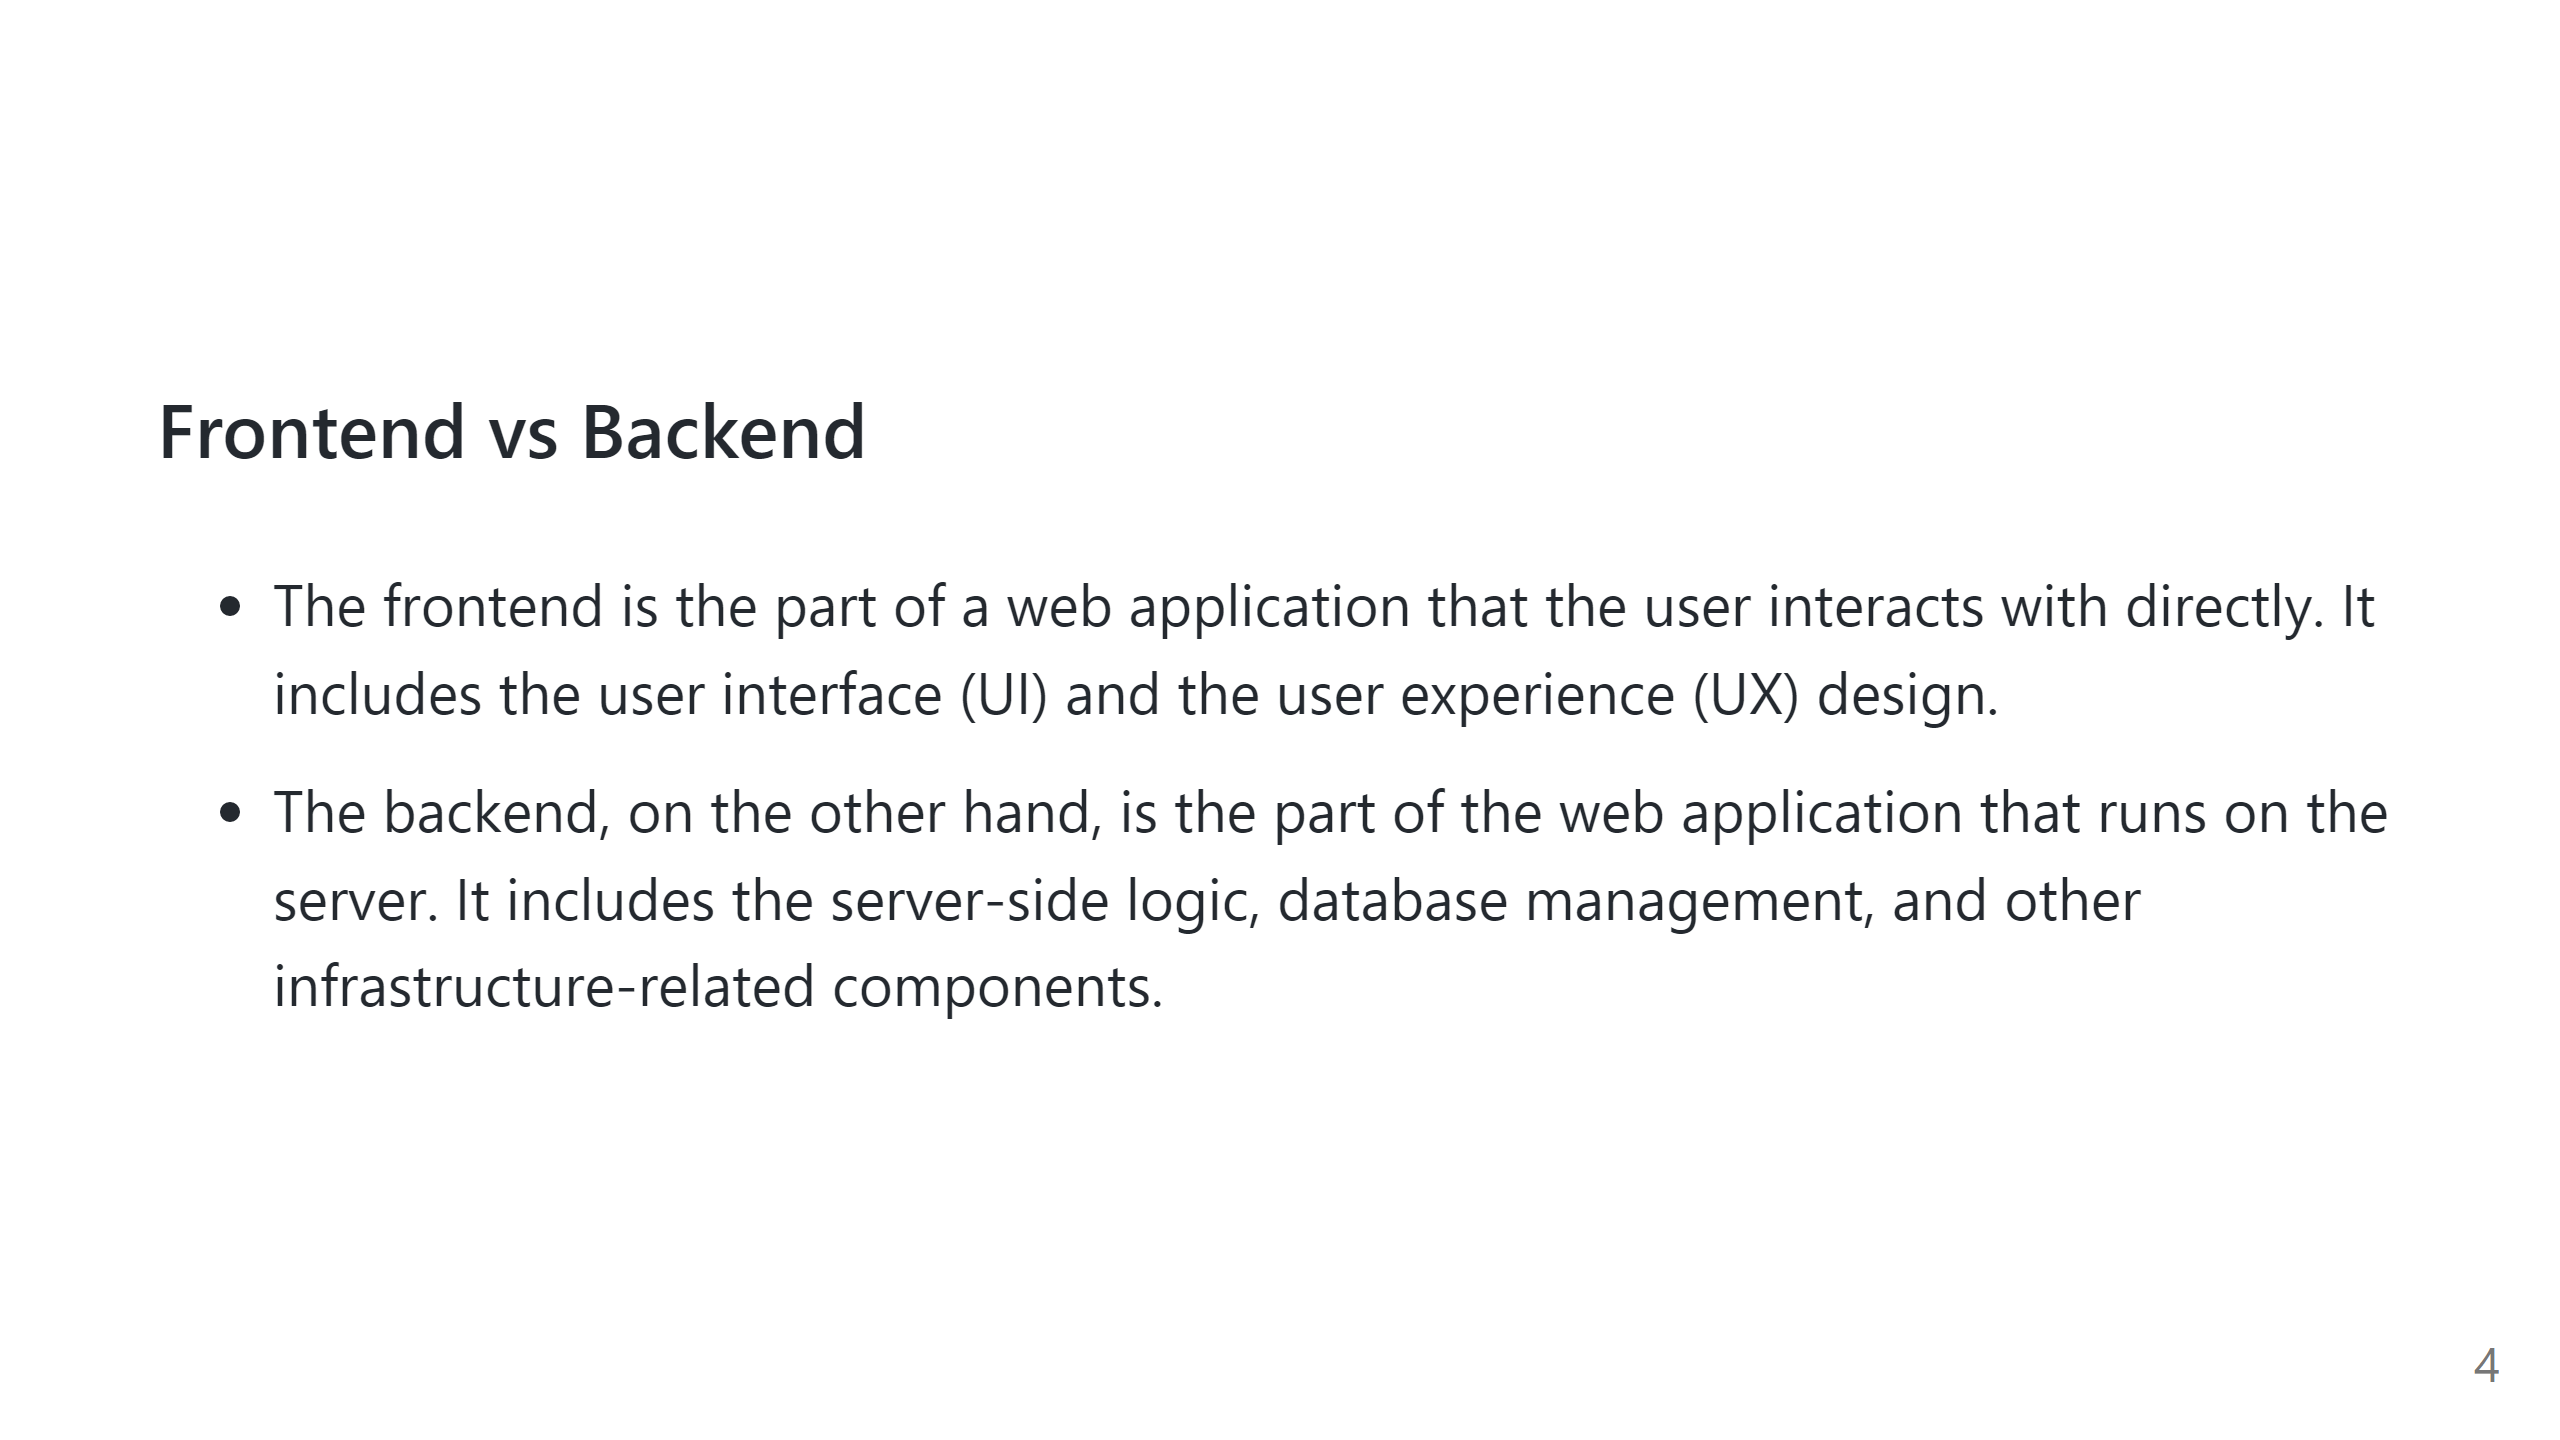 Frontend vs Backend
• The frontend is the part of a web application that the user interacts with directly. It
includes the user interface (UI) and the user experience (UX) design.
• The backend, on the other hand, is the part of the web application that runs on the
server. It includes the server-side logic, database management, and other
infrastructure-related components.
4